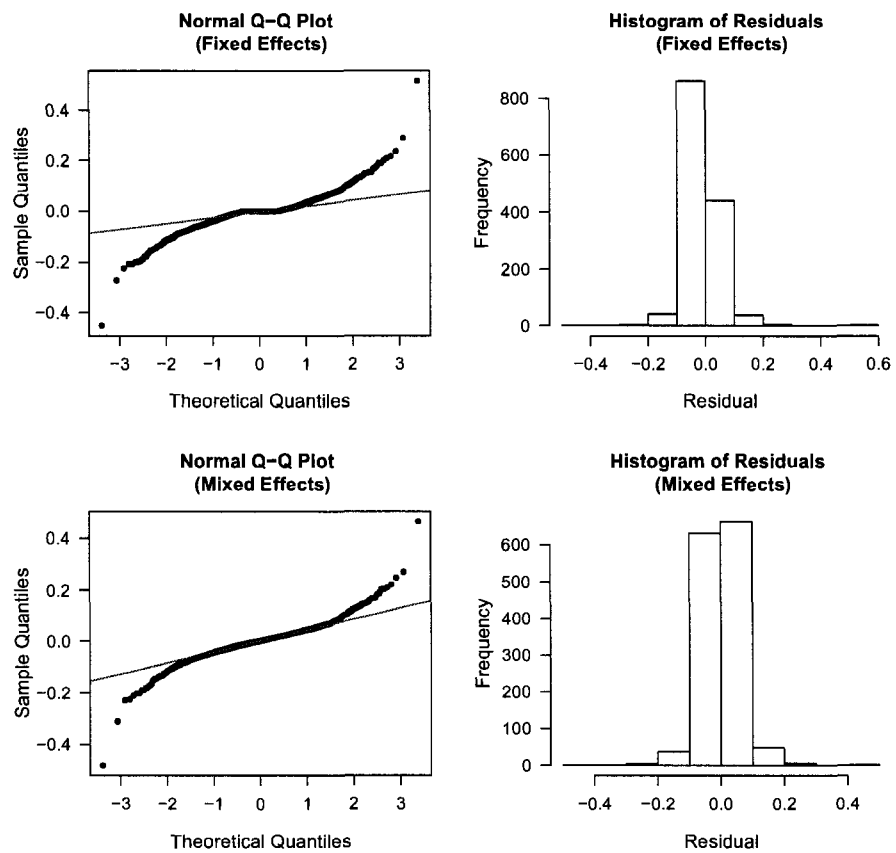 Normal Q−Q Plot
(Fixed Effects)
Sample Quantiles
0.4
0.2
0.0
−0.2
−0.4
−3 −2 −1 0 1 2 3
Theoretical Quantiles
Histogram of Residuals
(Fixed Effects)
Frequency
800
600
400
200
0
−0.4 −0.2 0.0 0.2 0.4 0.6
Residual
Normal Q−Q Plot
(Mixed Effects)
Sample Quantiles
0.4
0.2
0.0
−0.2
−0.4
−3 −2 −1 0 1 2 3
Theoretical Quantiles
Histogram of Residuals
(Mixed Effects)
Frequency
600
500
400
300
200
100
0
−0.4 −0.2 0.0 0.2 0.4
Residual